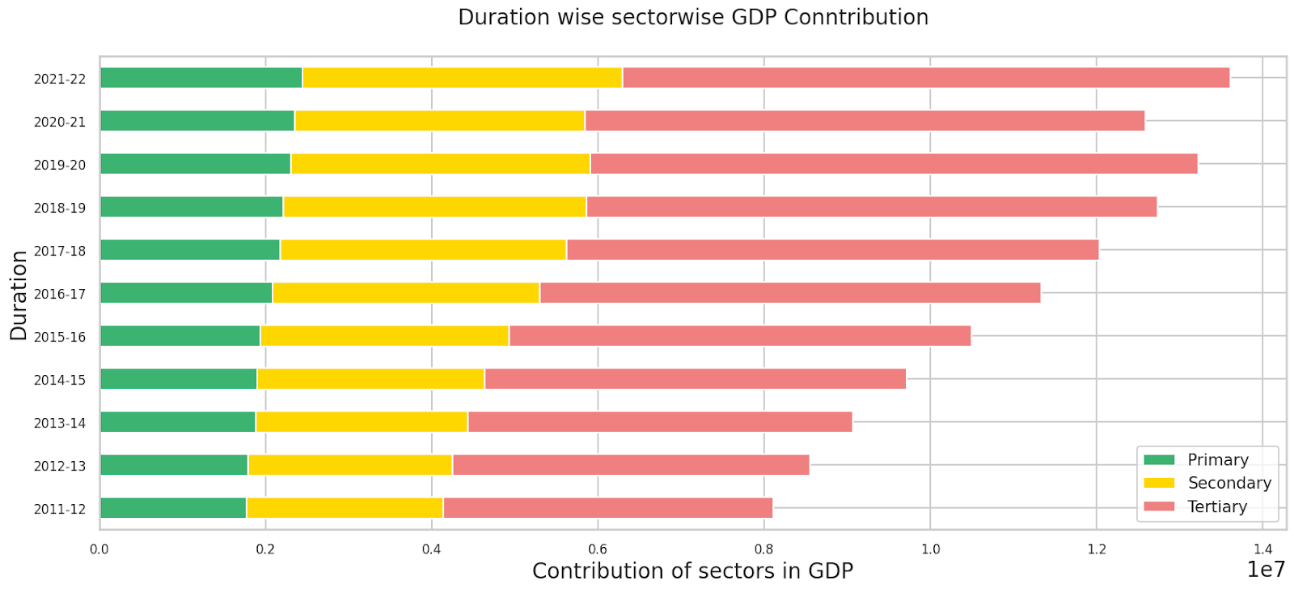 Duration wise sectorwise GDP Conntribution
Duration
2021-22
2020-21
2019-20
2018-19
2017-18
2016-17
2015-16
2014-15
2013-14
2012-13
2011-12
Primary
Secondary
Tertiary
0.0 0.2 0.4 0.6 0.8 1.0 1.2 1.4
Contribution of sectors in GDP
1e7